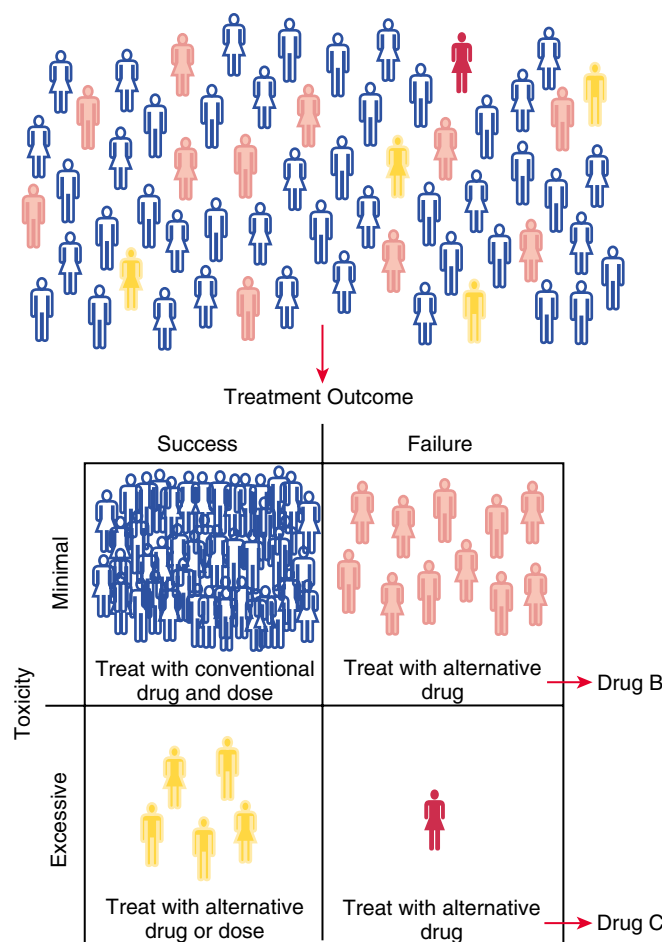 Treatment Outcome
Success
Failure
Toxicity
Minimal
Treat with conventional
drug and dose
Treat with alternative
drug
Drug B
Excessive
Treat with alternative
drug or dose
Treat with alternative
drug
Drug C